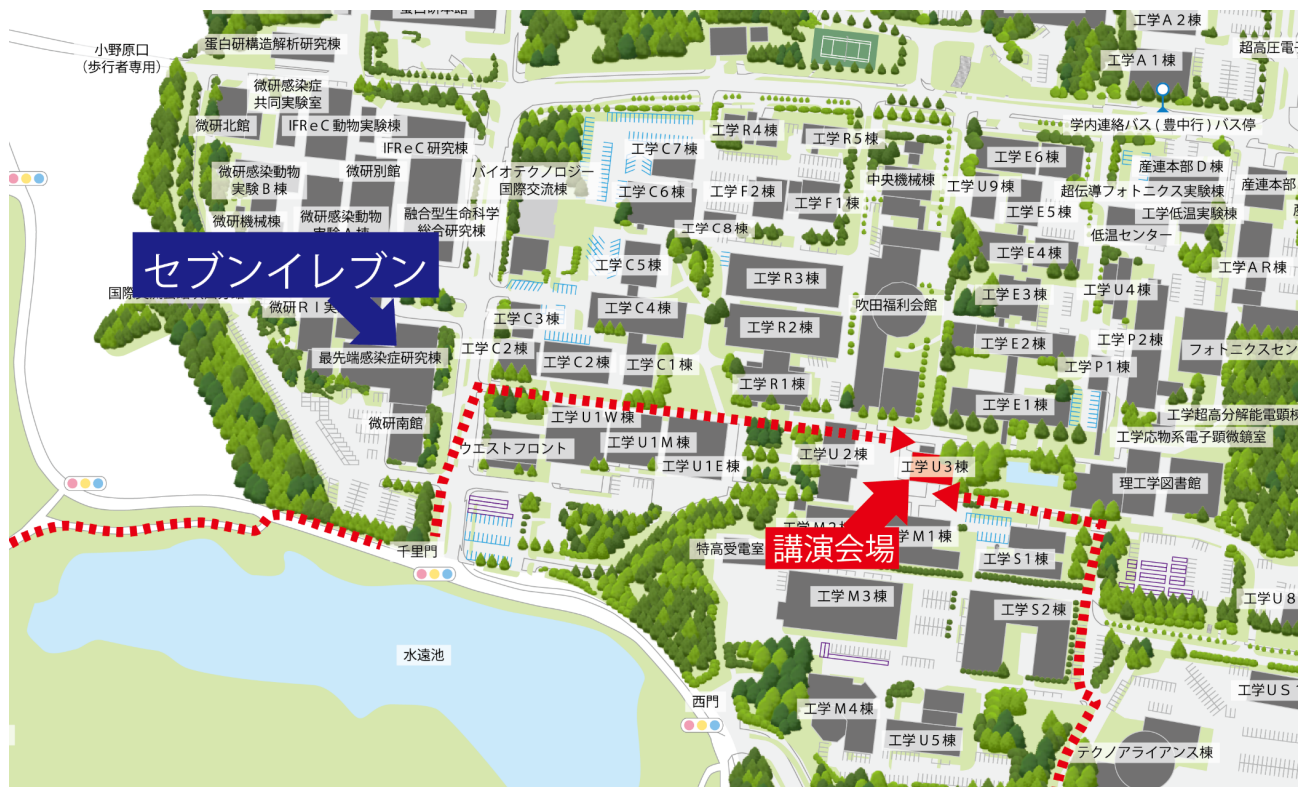 工学Ａ２棟
小野原口
（歩行者専用）
蛋白研構造解析研究棟
工学Ａ１棟
微研感染症
共同実験室
微研北館
IFReC 動物実験棟
IFReC 研究棟
工学Ｒ４棟
工学Ｒ５棟
学内連絡バス ( 豊中行 ) バス停
工学Ｃ７棟
バイオテクノロジー
国際交流棟
微研感染動物
実験Ｂ棟
微研別館
工学Ｃ６棟
工学Ｆ２棟
工学Ｆ１棟
中央機械棟
工学Ｅ６棟
工学Ｕ９棟
産連本部Ｄ棟
超伝導フォトニクス実験棟
産連本部
工学Ｅ５棟
工学低温実験棟
低温センター
微研機械棟
微研感染動物
融合型生命科学
総合研究棟
工学Ｃ８棟
セブンイレブン
工学Ｃ５棟
工学Ｒ３棟
工学Ｅ４棟
工学ＡＲ棟
工学Ｅ３棟
工学Ｕ４棟
微研ＲＩ
吹田福利会館
工学Ｃ３棟
工学Ｃ４棟
工学Ｒ２棟
工学Ｃ２棟
工学Ｃ２棟
工学Ｃ１棟
工学Ｅ２棟
工学Ｐ２棟
フォトニクスセン
最先端感染症研究棟
工学Ｐ１棟
工学Ｒ１棟
工学Ｅ１棟
工学超高分解能電顕棟
工学応物系電子顕微鏡室
微研南館
工学Ｕ１Ｗ棟
ウエストフロント
工学Ｕ１Ｍ棟
工学Ｕ１Ｅ棟
工学Ｕ２棟
工学Ｕ３棟
理工学図書館
千里門
特高受電室
講演会場
Ｍ１棟
工学Ｓ１棟
工学Ｍ３棟
工学Ｓ２棟
工学Ｕ８
水遠池
西門
工学Ｍ４棟
工学Ｕ５棟
工学ＵＳ
テクノアライアンス棟